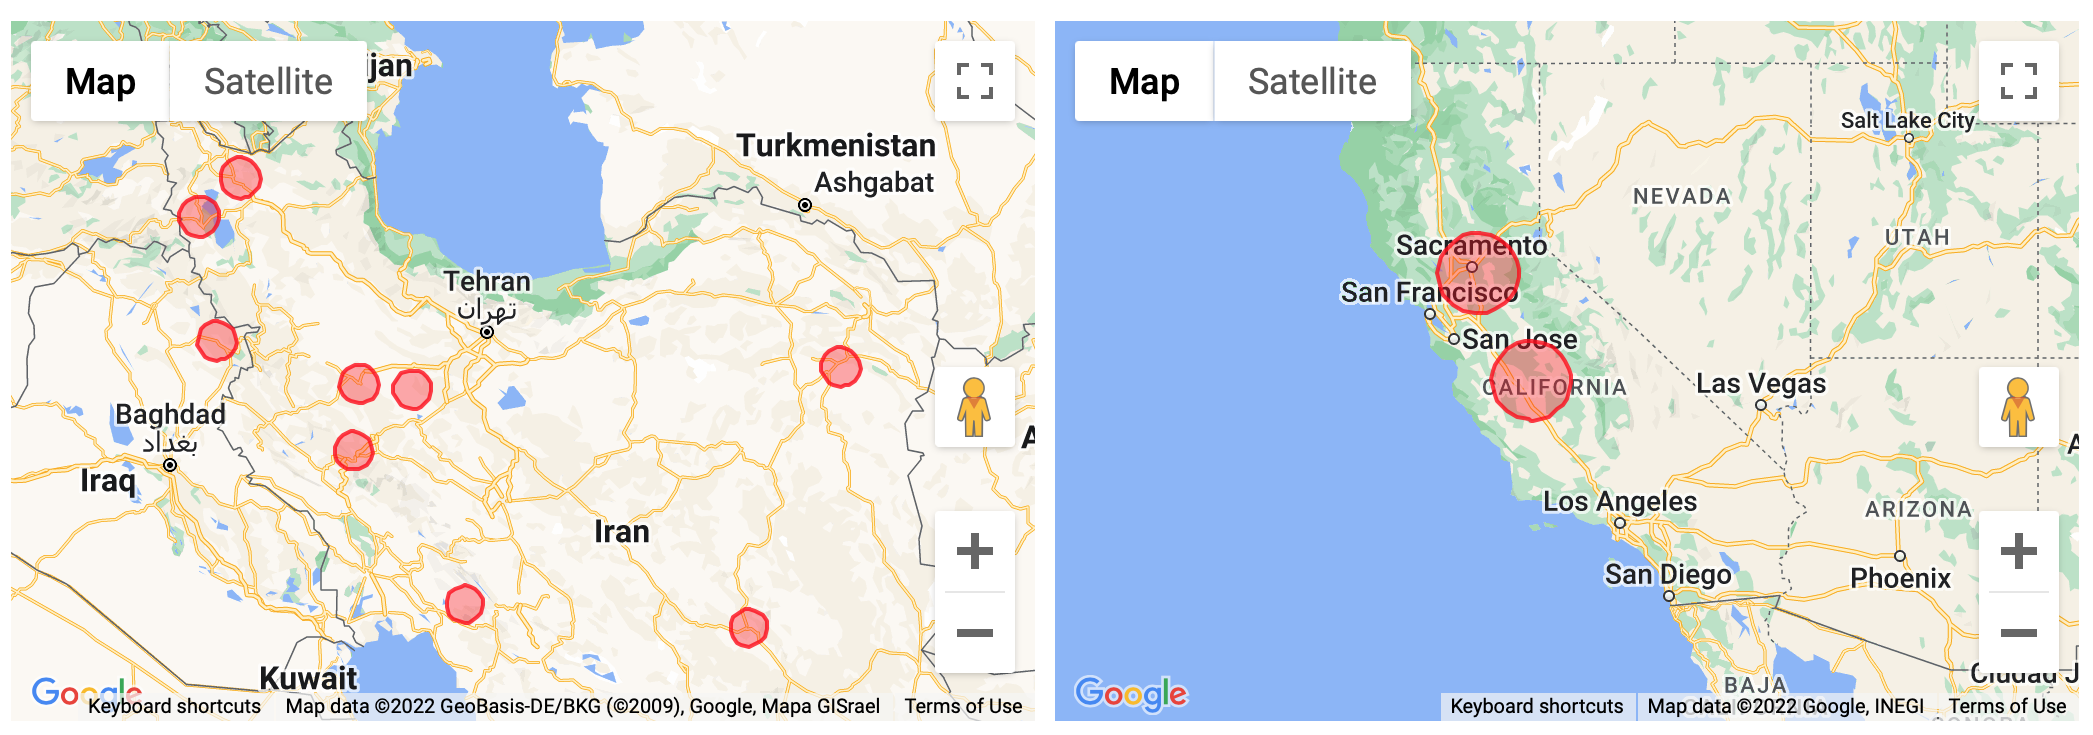 Map
Satellite
ijan
Turkmenistan
Ashgabat
Tehran
تهران
Baghdad
بغداد
Iraq
Iran
A
Kuwait
Google
Keyboard shortcuts
Map data ©2022 GeoBasis-DE/BKG (©2009), Google, Mapa GISrael
Terms of Use
Map
Satellite
Salt Lake City
NEVADA
UTAH
Sacramento
San Francisco
San Jose
CALIFORNIA
Las Vegas
A
Los Angeles
ARIZONA
San Diego
Phoenix
Ciudad J
BAJA
Google
Keyboard shortcuts
Map data ©2022 Google, INEGI
Terms of Use